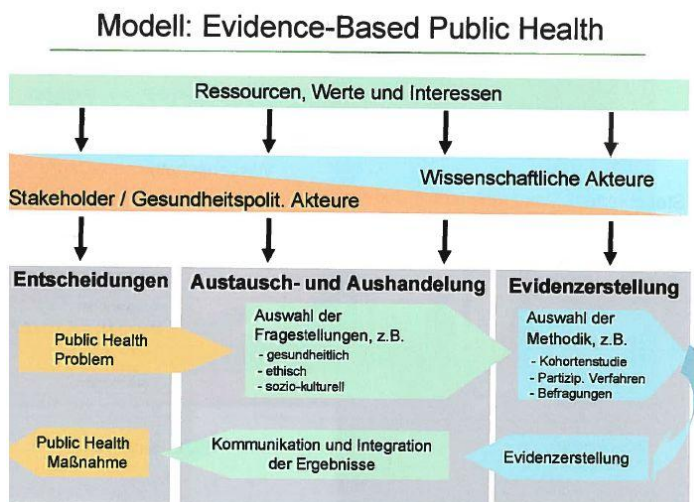 Modell: Evidence-Based Public Health
Ressourcen, Werte und Interessen
Wissenschaftliche Akteure
Stakeholder / Gesundheitspolit. Akteure
Entscheidungen
Austausch- und Aushandelung
Evidenzerstellung
Public Health
Problem
Auswahl der
Fragestellungen, z.B.
- gesundheitlich
- ethisch
- sozio-kulturell
Auswahl der
Methodik, z.B.
- Kohortenstudie
- Partizip. Verfahren
- Befragungen
Public Health
Maßnahme
Kommunikation und Integration
der Ergebnisse
Evidenzerstellung